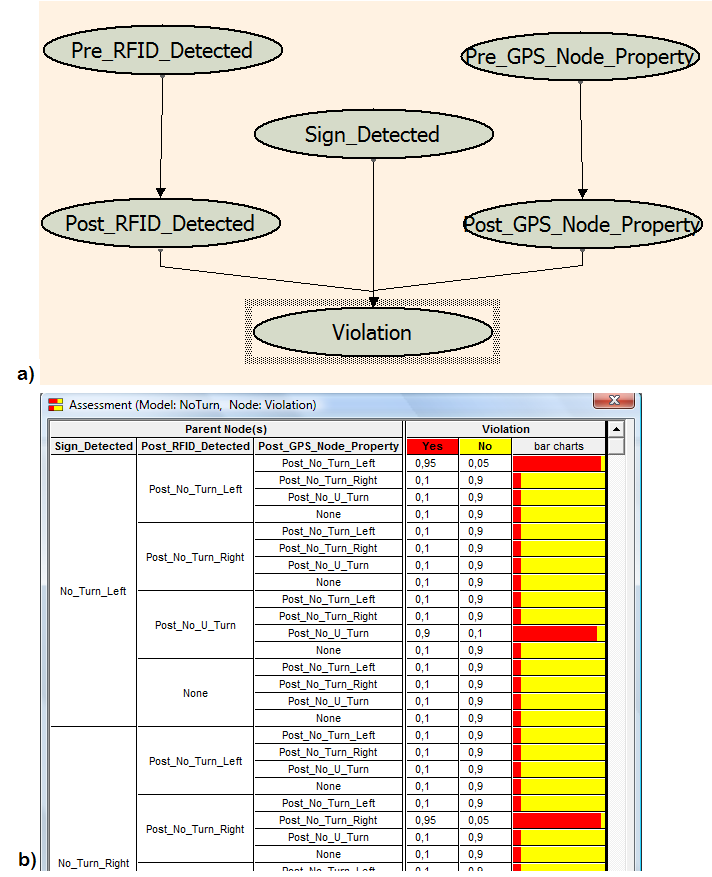 Pre_RFID_Detected
Pre_GPS_Node_Property
Sign_Detected
Post_RFID_Detected
Post_GPS_Node_Property
Violation
a)
Assessment (Model: NoTurn, Node: Violation)
Parent Node(s) Violation
Sign_Detected Post_RFID_Detected Post_GPS_Node_Property Yes No bar charts
No_Turn_Left
Post_No_Turn_Left
Post_No_Turn_Left 0,95 0,05
Post_No_Turn_Right 0,1 0,9
Post_No_U_Turn 0,1 0,9
None 0,1 0,9
Post_No_Turn_Right
Post_No_Turn_Left 0,1 0,9
Post_No_Turn_Right 0,1 0,9
Post_No_U_Turn 0,1 0,9
None 0,1 0,9
Post_No_U_Turn
Post_No_Turn_Left 0,1 0,9
Post_No_Turn_Right 0,1 0,9
Post_No_U_Turn 0,9 0,1
None 0,1 0,9
None
Post_No_Turn_Left 0,1 0,9
Post_No_Turn_Right 0,1 0,9
Post_No_U_Turn 0,1 0,9
None 0,1 0,9
No_Turn_Right
Post_No_Turn_Left
Post_No_Turn_Left 0,1 0,9
Post_No_Turn_Right 0,1 0,9
Post_No_U_Turn 0,1 0,9
None 0,1 0,9
Post_No_Turn_Right
Post_No_Turn_Left 0,1 0,9
Post_No_Turn_Right 0,95 0,05
Post_No_U_Turn 0,1 0,9
None 0,1 0,9
b)